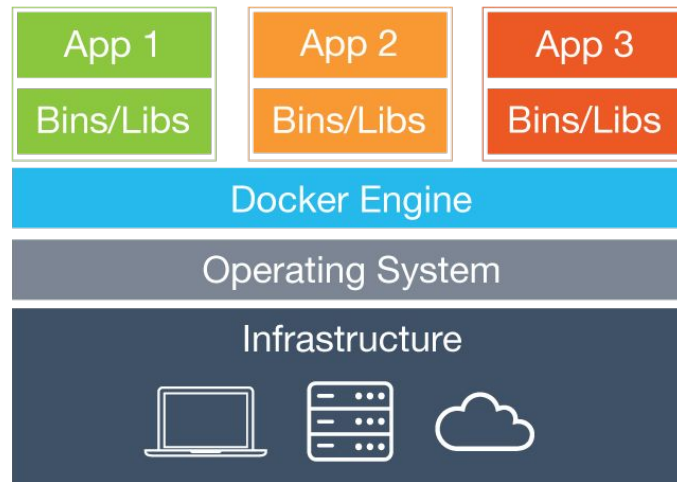 App 1
App 2
App 3
Bins/Libs
Bins/Libs
Bins/Libs
Docker Engine
Operating System
Infrastructure